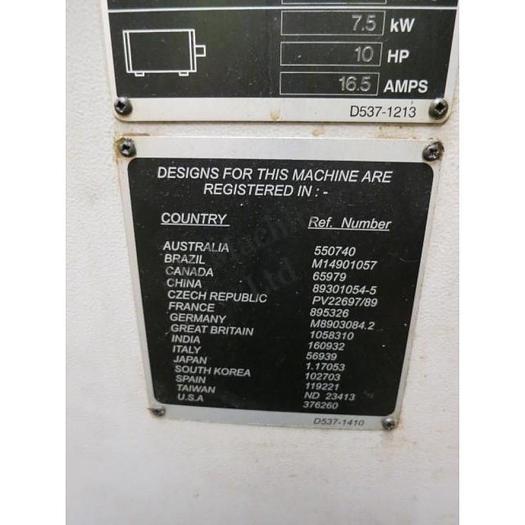 7.5 kW
10 HP
16.5 AMPS
D537-1213
DESIGNS FOR THIS MACHINE ARE
REGISTERED IN : -
COUNTRY Ref. Number
AUSTRALIA 550740
BRAZIL M14901057
CANADA 65979
CHINA 89301054-5
CZECH REPUBLIC PV22697/89
FRANCE 895326
GERMANY M8903084.2
GREAT BRITAIN 1058310
INDIA 160932
ITALY 56939
JAPAN 1.17053
SOUTH KOREA 102703
SPAIN 119221
TAIWAN ND 23413
U.S.A 376260
D537-1410